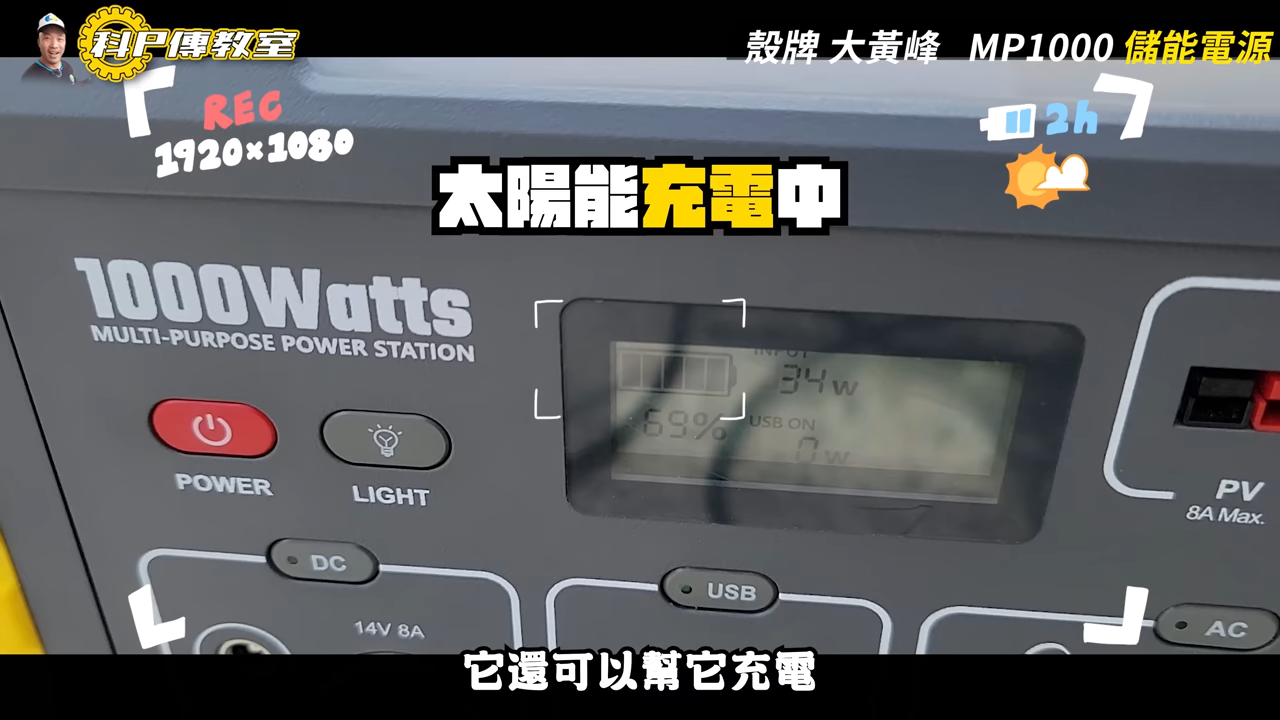 科P傳教室
殼牌 大黃峰 MP1000 儲能電源
REC
1920×1080
2h
太陽能充電中
1000Watts
MULTI-PURPOSE POWER STATION
INPUT
34w
69%
USB ON
0w
POWER
LIGHT
PV
8A Max.
DC
USB
AC
14V 8A
它還可以幫它充電